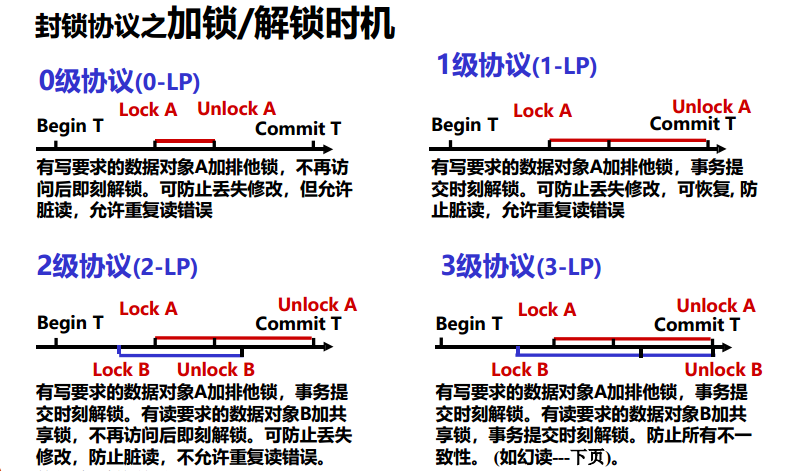 封锁协议之加锁/解锁时机
0级协议(0-LP)
Lock A
Unlock A
Begin T
Commit T
有写要求的数据对象A加排他锁，不再访
问后即刻解锁。可防止丢失修改，但允许
脏读，允许重复读错误
1级协议(1-LP)
Lock A
Unlock A
Begin T
Commit T
有写要求的数据对象A加排他锁，事务提
交时刻解锁。可防止丢失修改，可恢复, 防
止脏读，允许重复读错误
2级协议(2-LP)
Lock A
Unlock A
Begin T
Commit T
Lock B
Unlock B
有写要求的数据对象A加排他锁，事务提
交时刻解锁。有读要求的数据对象B加共
享锁，不再访问后即刻解锁。可防止丢失
修改，防止脏读，不允许重复读错误。
3级协议(3-LP)
Lock A
Unlock A
Begin T
Commit T
Lock B
Unlock B
有写要求的数据对象A加排他锁，事务提
交时刻解锁。有读要求的数据对象B加共
享锁，事务提交时刻解锁。防止所有不一
致性。 (如幻读---下页)。